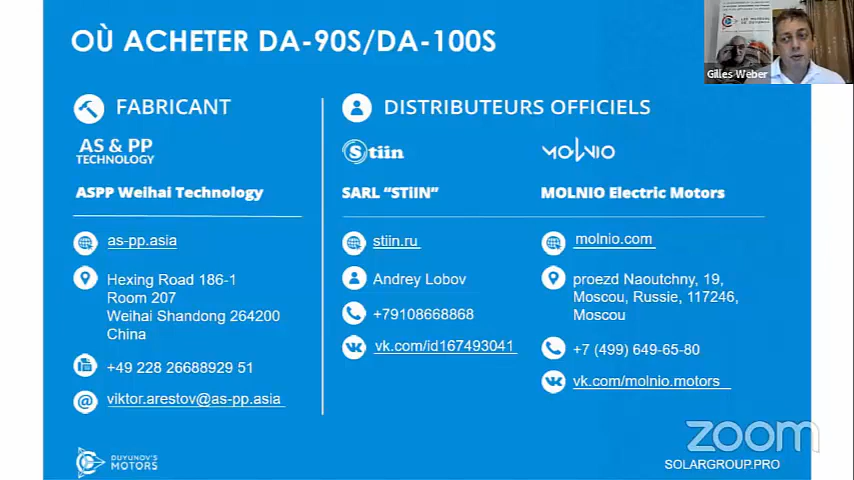 OÙ ACHETER DA-90S/DA-100S
Gilles Weber
FABRICANT
AS & PP
TECHNOLOGY
ASPP Weihai Technology
as-pp.asia
Hexing Road 186-1
Room 207
Weihai Shandong 264200
China
+49 228 26688929 51
viktor.arestov@as-pp.asia
DISTRIBUTEURS OFFICIELS
Stiin
SARL “STiIN”
stiin.ru
Andrey Lobov
+79108668868
vk.com/id167493041
MOLNIO
MOLNIO Electric Motors
molnio.com
proezd Naoutchny, 19,
Moscou, Russie, 117246,
Moscou
+7 (499) 649-65-80
vk.com/molnio.motors
DUYUNOV'S
MOTORS
zoom
SOLARGROUP.PRO